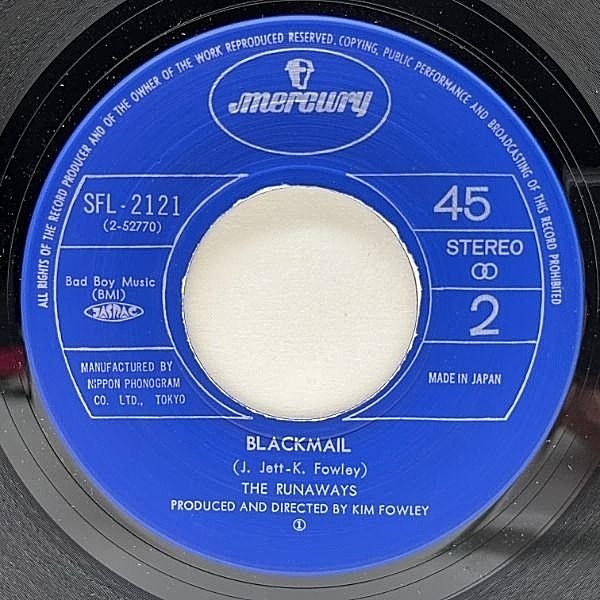 ALL RIGHTS OF THE RECORD PRODUCER AND OF THE OWNER OF THE WORK REPRODUCED RESERVED. COPYING, PUBLIC PERFORMANCE AND BROADCASTING OF THIS RECORD PROHIBITED
mercury
SFL-2121
(2-52770)
45
STEREO
Bad Boy Music
(BMI)
JASRAC
2
MANUFACTURED BY
NIPPON PHONOGRAM
CO. LTD., TOKYO
MADE IN JAPAN
BLACKMAIL
(J. Jett-K. Fowley)
THE RUNAWAYS
PRODUCED AND DIRECTED BY KIM FOWLEY
①